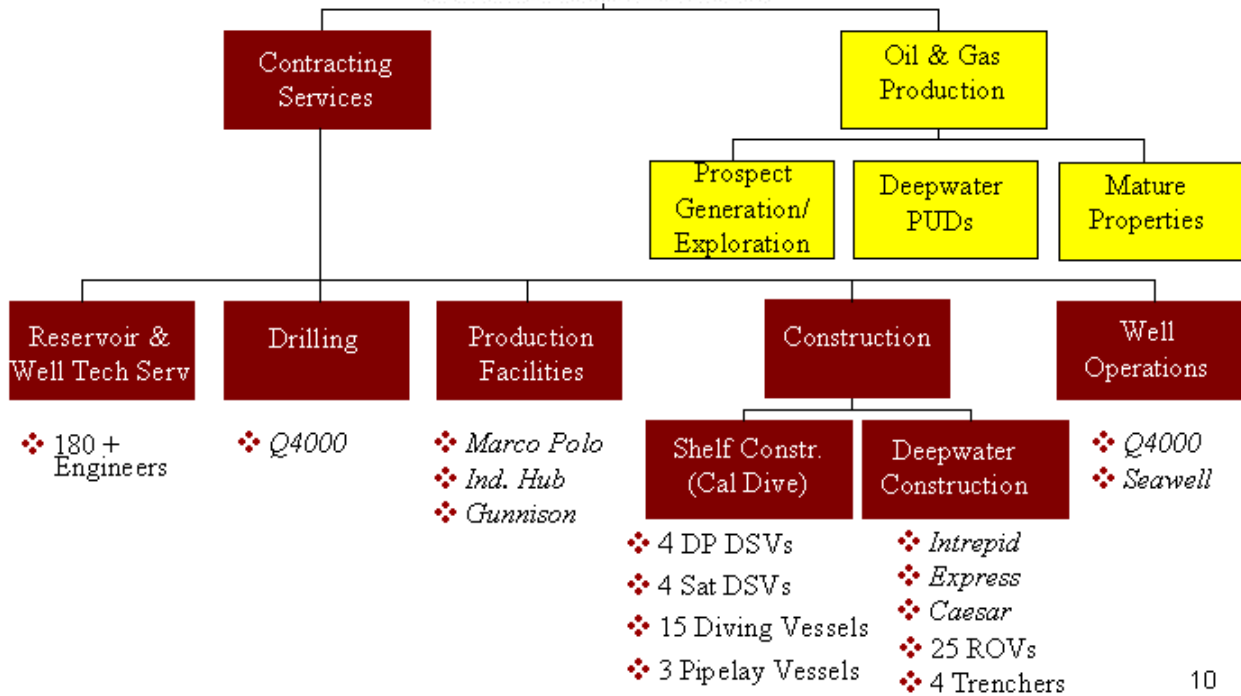 Contracting
Services
Oil & Gas
Production
Prospect
Generation/
Exploration
Deepwater
PUDs
Mature
Properties
Reservoir &
Well Tech Serv
Drilling
Production
Facilities
Construction
Well
Operations
❖ 180 +
Engineers
❖ Q4000
❖ Marco Polo
❖ Ind. Hub
❖ Gunnison
Shelf Constr.
(Cal Dive)
Deepwater
Construction
❖ Q4000
❖ Seawell
❖ 4 DP DSVs
❖ 4 Sat DSVs
❖ 15 Diving Vessels
❖ 3 Pipelay Vessels
❖ Intrepid
❖ Express
❖ Caesar
❖ 25 ROVs
❖ 4 Trenchers
10